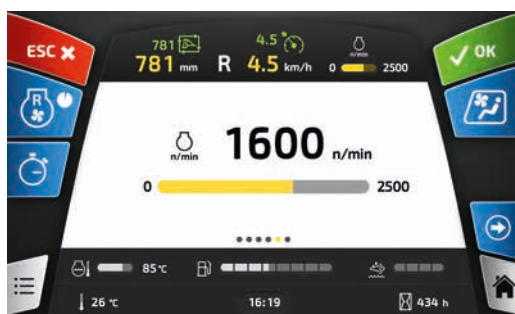 ESC
781
4.5
n/min
OK
781 mm R 4.5 km/h 0 2500
R
n/min 1600 n/min
0 2500
85°C
26 °C 16:19 434 h